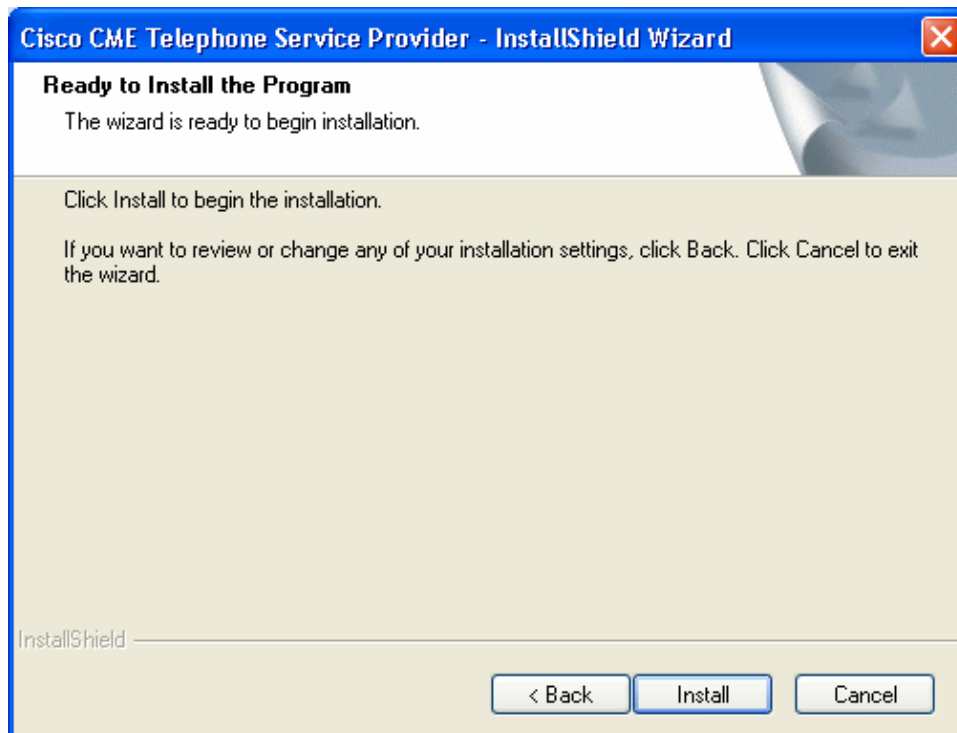 Cisco CME Telephone Service Provider - InstallShield Wizard
Ready to Install the Program
The wizard is ready to begin installation.
Click Install to begin the installation.
If you want to review or change any of your installation settings, click Back. Click Cancel to exit
the wizard.
InstallShield
< Back
Install
Cancel